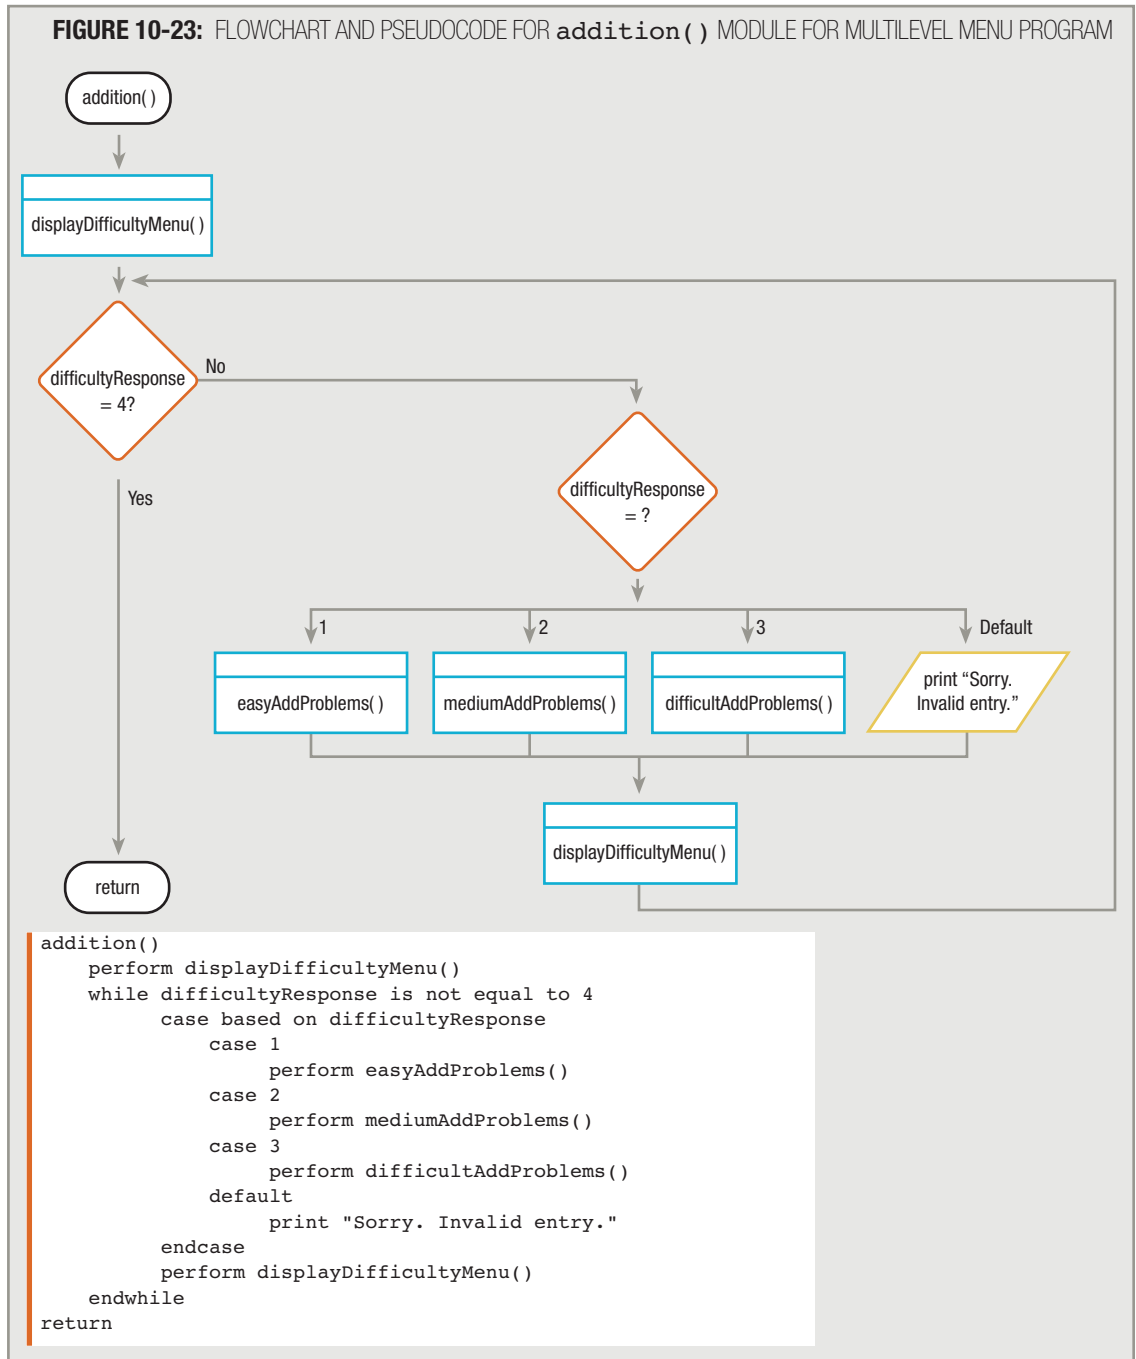 FIGURE 10-23: FLOWCHART AND PSEUDOCODE FOR addition() MODULE FOR MULTILEVEL MENU PROGRAM
addition( )
displayDifficultyMenu( )
difficultyResponse
= 4?
No
Yes
difficultyResponse
= ?
1
2
3
Default
easyAddProblems( )
mediumAddProblems( )
difficultAddProblems( )
print “Sorry.
Invalid entry.”
displayDifficultyMenu( )
return
addition()
    perform displayDifficultyMenu()
    while difficultyResponse is not equal to 4
          case based on difficultyResponse
              case 1
                   perform easyAddProblems()
              case 2
                   perform mediumAddProblems()
              case 3
                   perform difficultAddProblems()
              default
                   print "Sorry. Invalid entry."
          endcase
          perform displayDifficultyMenu()
    endwhile
return